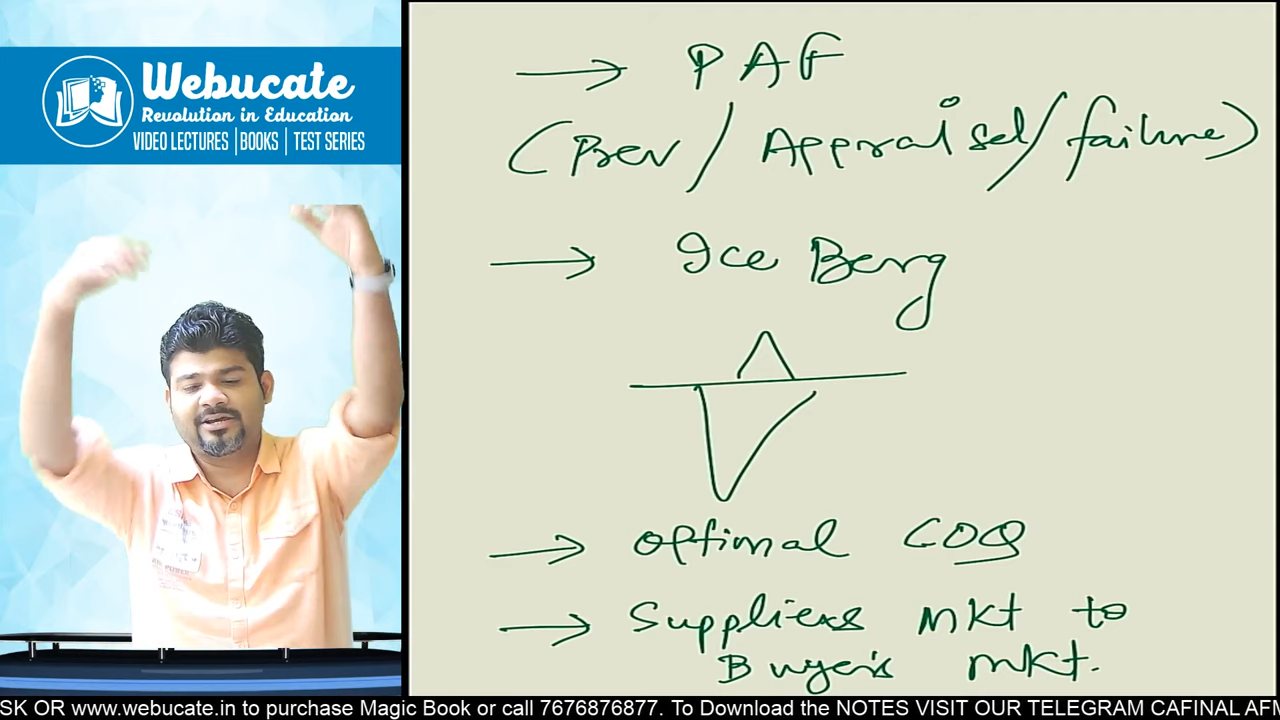 Webucate
Revolution in Education
VIDEO LECTURES | BOOKS | TEST SERIES
→ PAF
(Prev / Appraisal / failure)
→ Ice Berg
→ Optimal COQ
→ Suppliers mkt to
Buyers mkt.
SK OR www.webucate.in to purchase Magic Book or call 7676876877. To Download the NOTES VISIT OUR TELEGRAM CAFINAL AFM